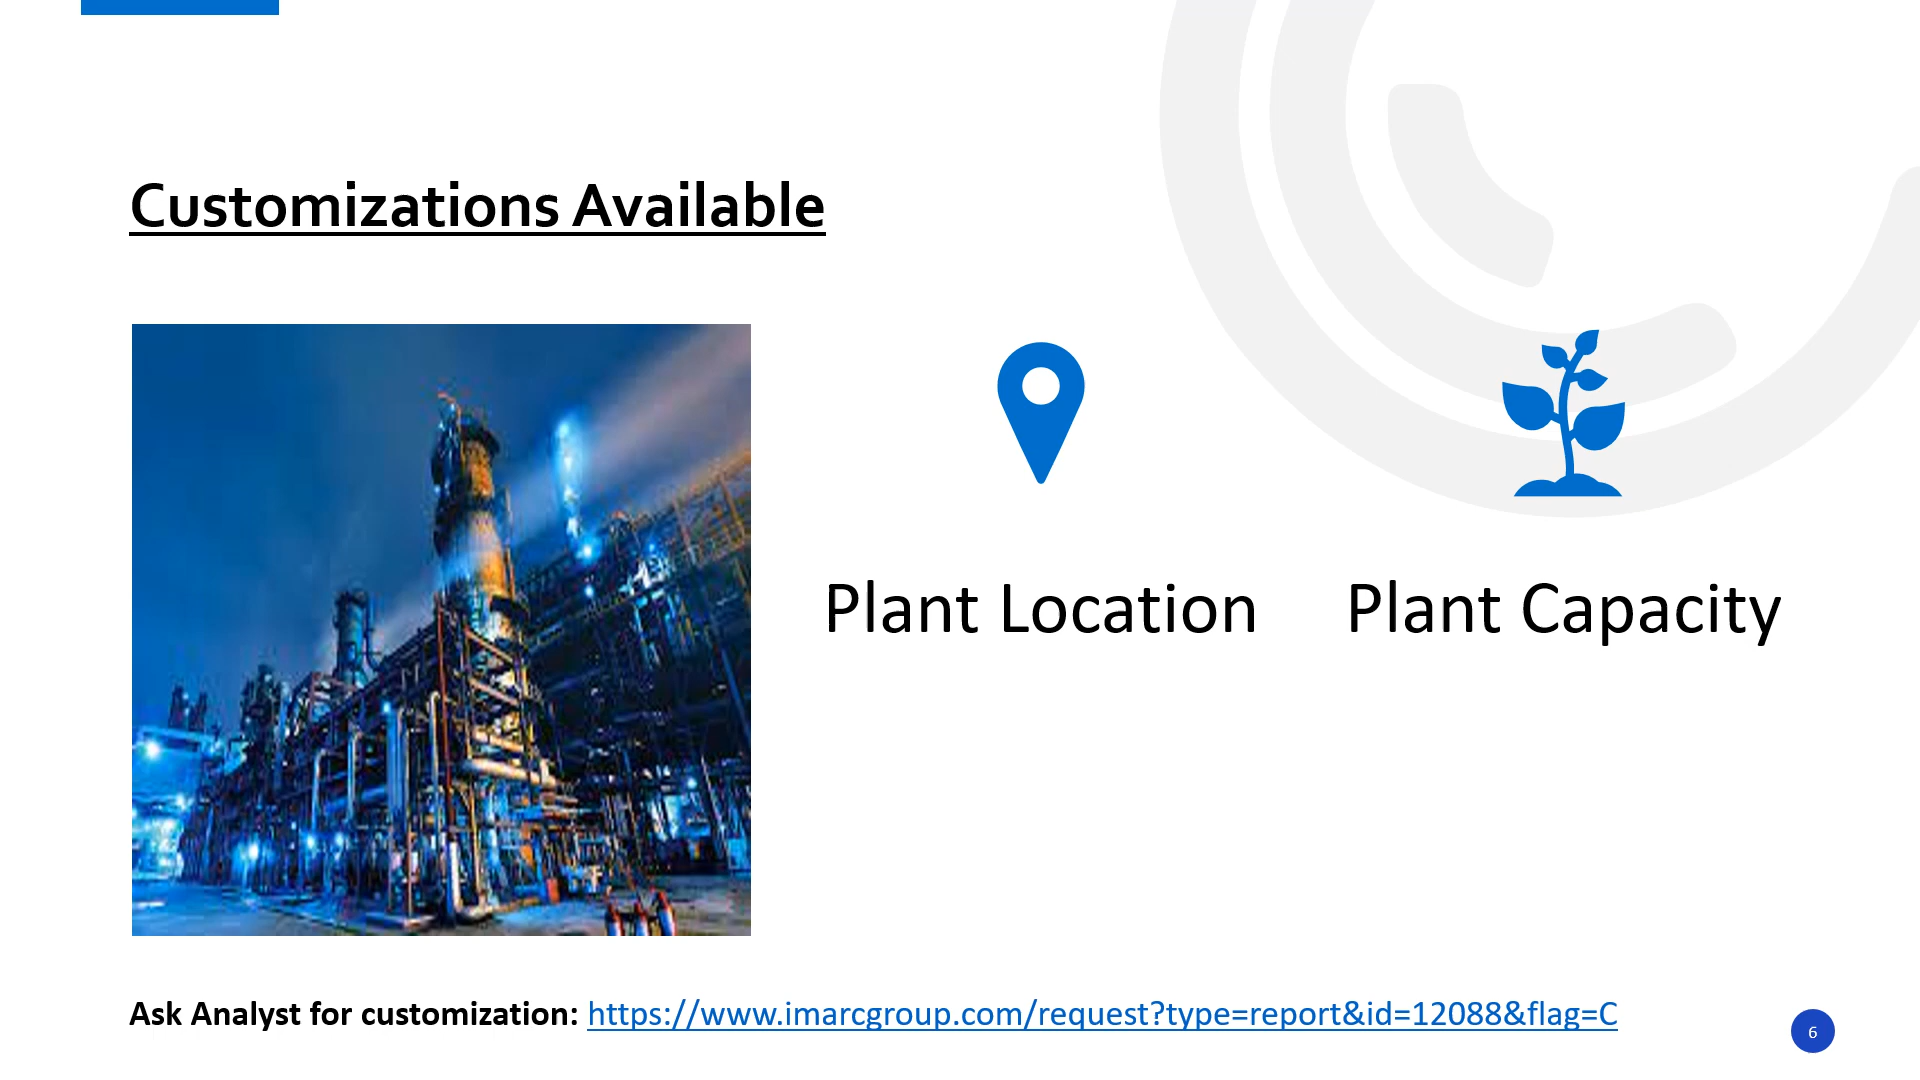 Customizations Available
Plant Location
Plant Capacity
Ask Analyst for customization: https://www.imarcgroup.com/request?type=report&id=12088&flag=C
6